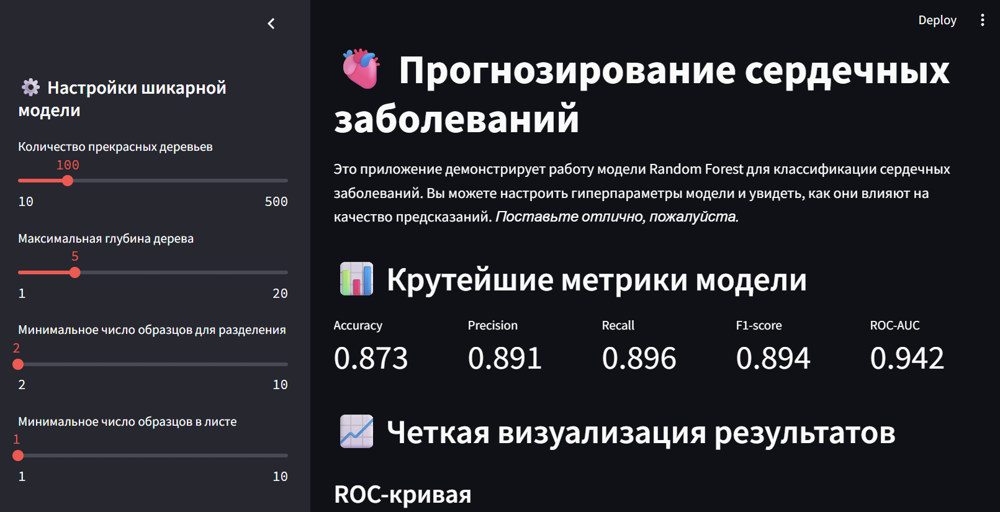 Настройки шикарной
модели
Количество прекрасных деревьев
100
10 500
Максимальная глубина дерева
5
1 20
Минимальное число образцов для разделения
2
2 10
Минимальное число образцов в листе
1
1 10
Deploy
Прогнозирование сердечных
заболеваний
Это приложение демонстрирует работу модели Random Forest для классификации сердечных
заболеваний. Вы можете настроить гиперпараметры модели и увидеть, как они влияют на
качество предсказаний. Поставьте отлично, пожалуйста.
Крутейшие метрики модели
Accuracy Precision Recall F1-score ROC-AUC
0.873 0.891 0.896 0.894 0.942
Четкая визуализация результатов
ROC-кривая